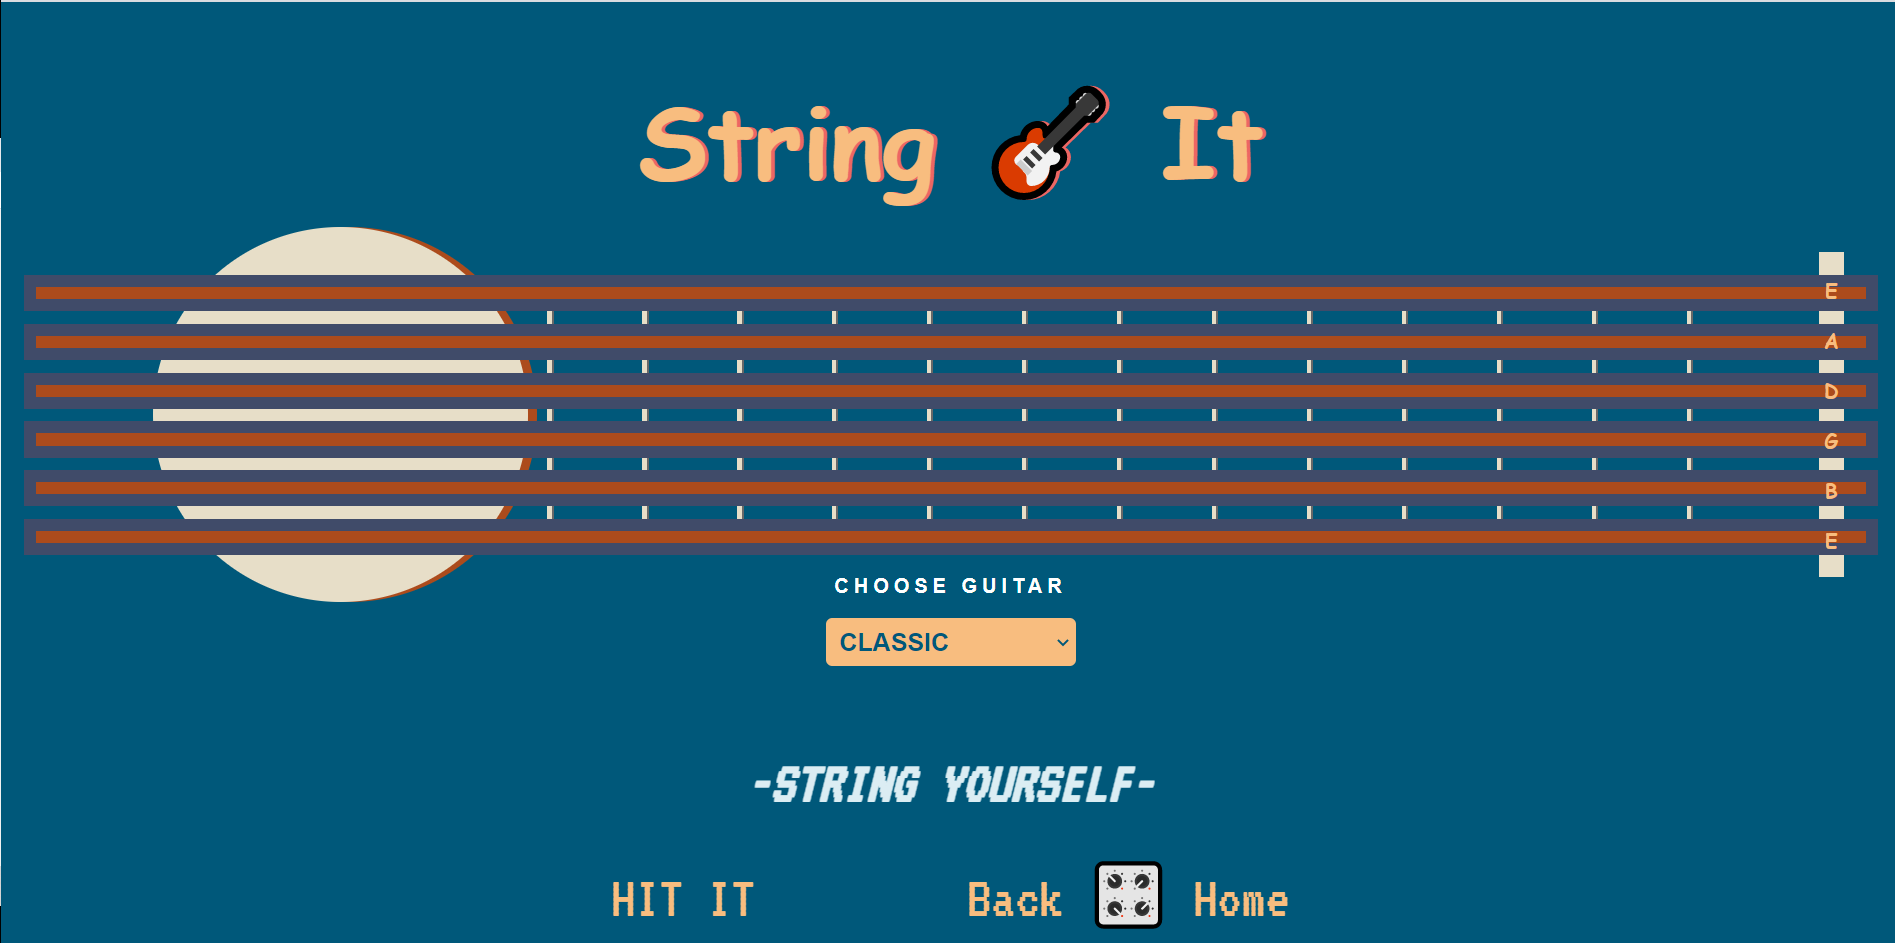 String 🎸 It
E
A
D
G
B
E
CHOOSE GUITAR
CLASSIC
-STRING YOURSELF-
HIT IT
Back 🎛 Home